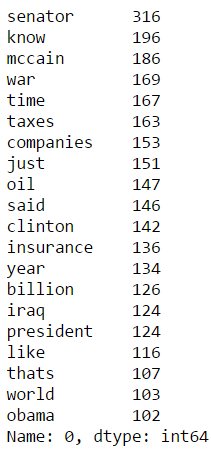 senator 316
know 196
mccain 186
war 169
time 167
taxes 163
companies 153
just 151
oil 147
said 146
clinton 142
insurance 136
year 134
billion 126
iraq 124
president 124
like 116
thats 107
world 103
obama 102
Name: 0, dtype: int64